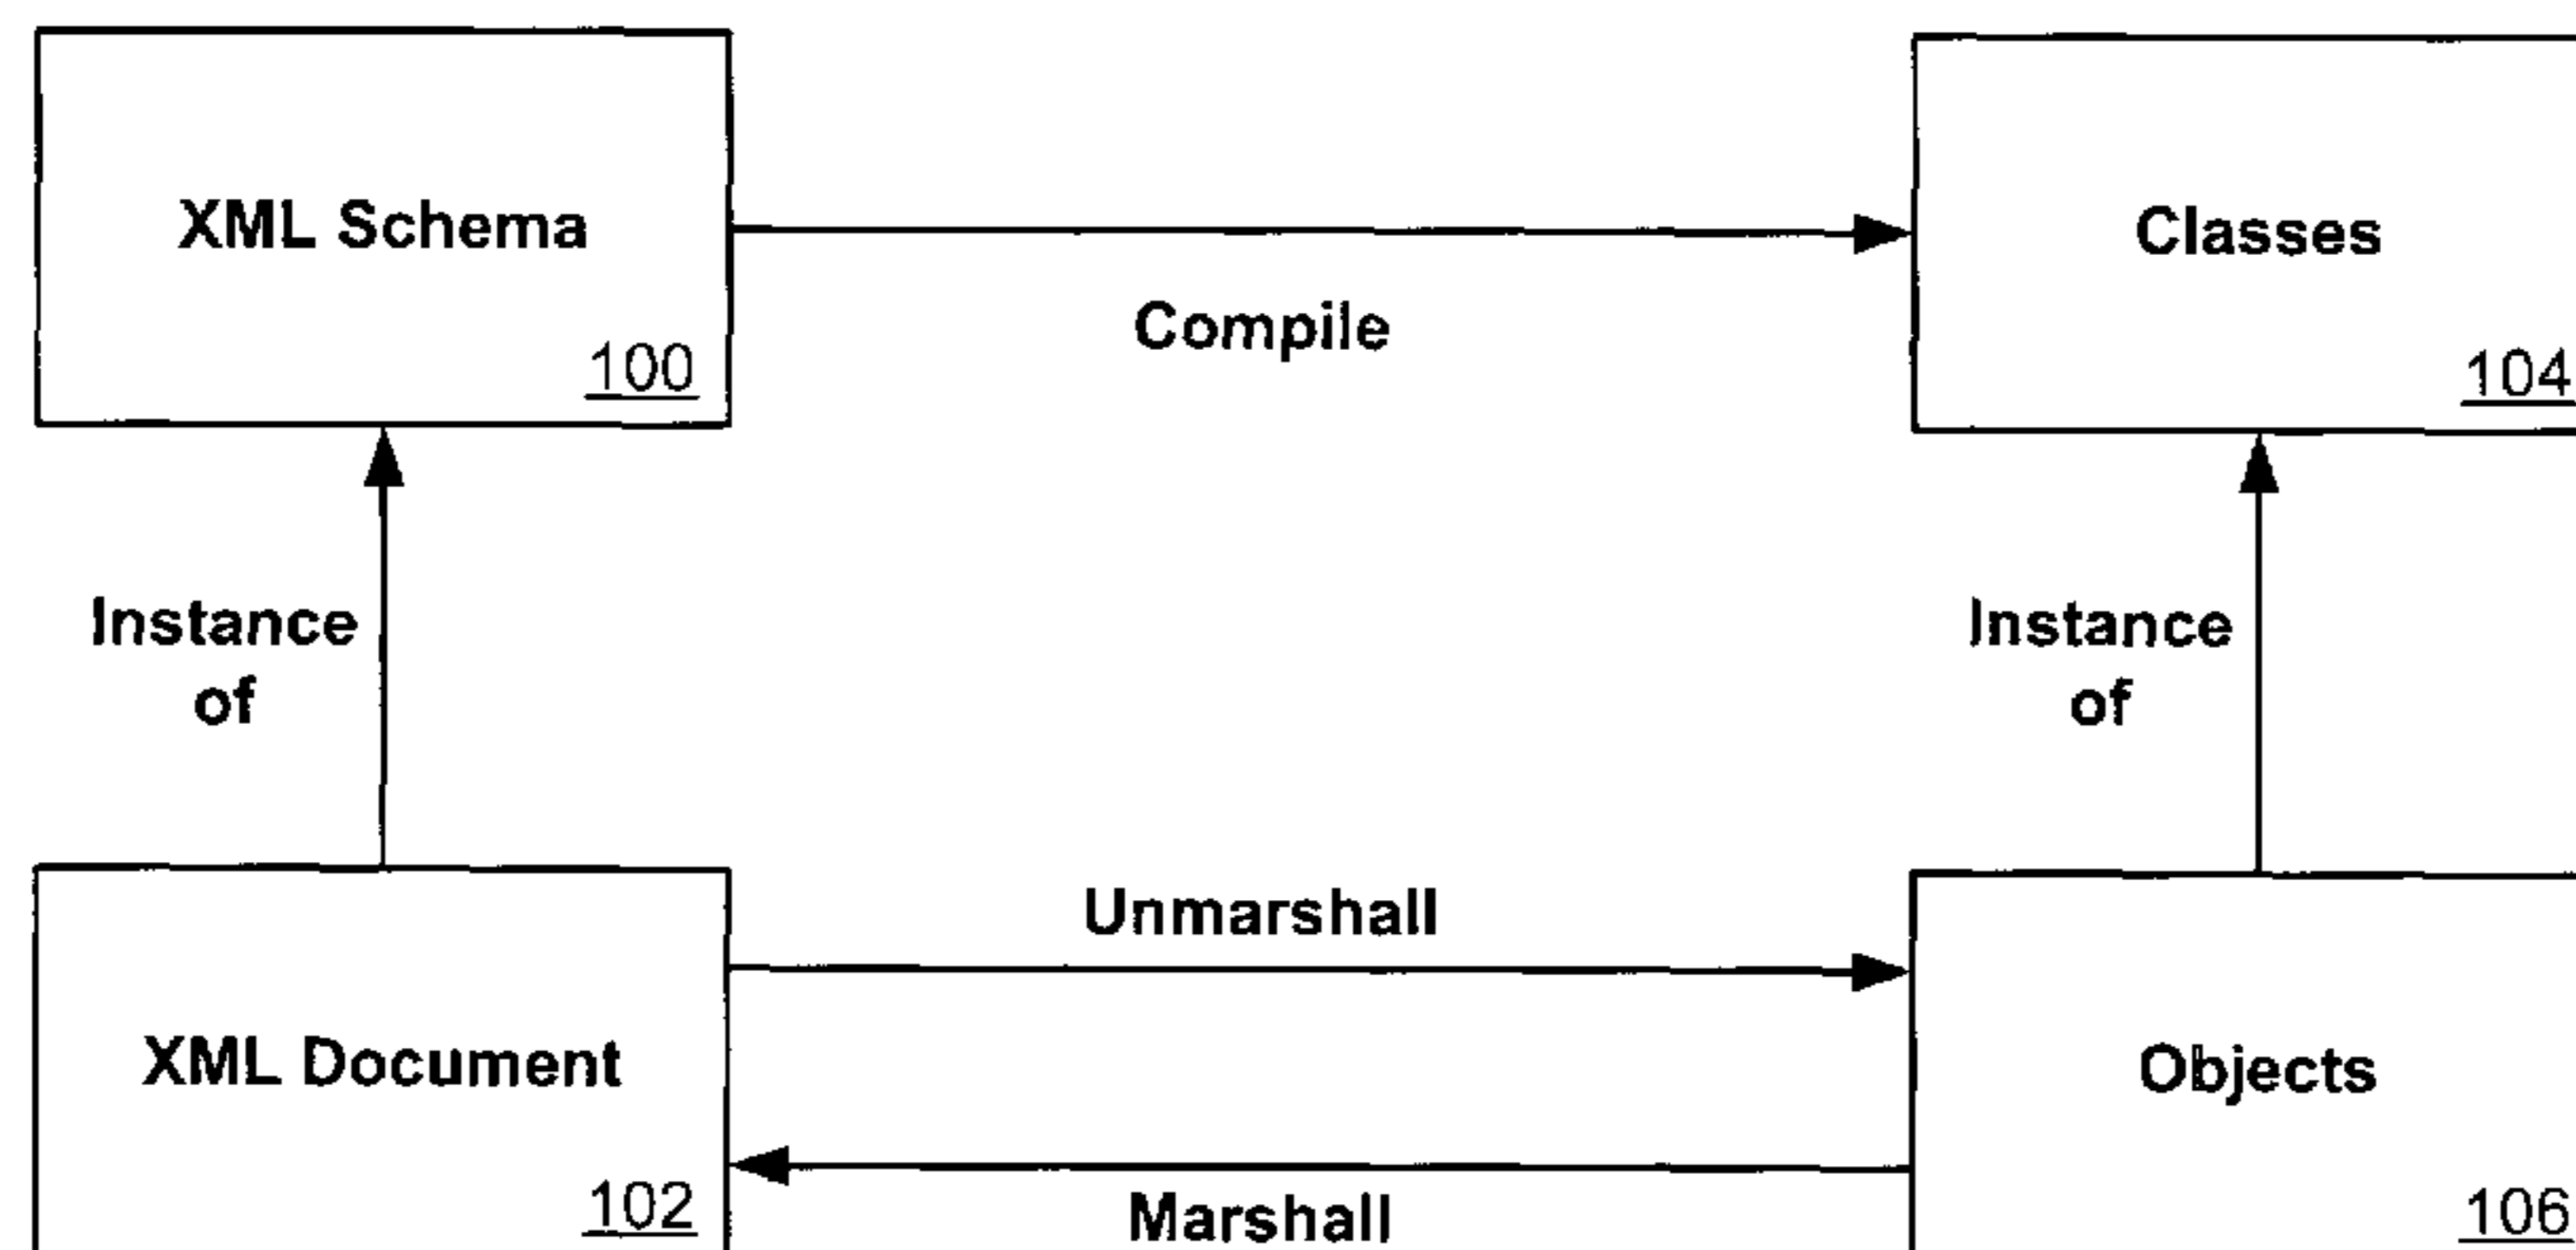 XML Schema
100
Compile
Classes
104
Instance
of
Instance
of
XML Document
102
Unmarshall
Marshall
Objects
106